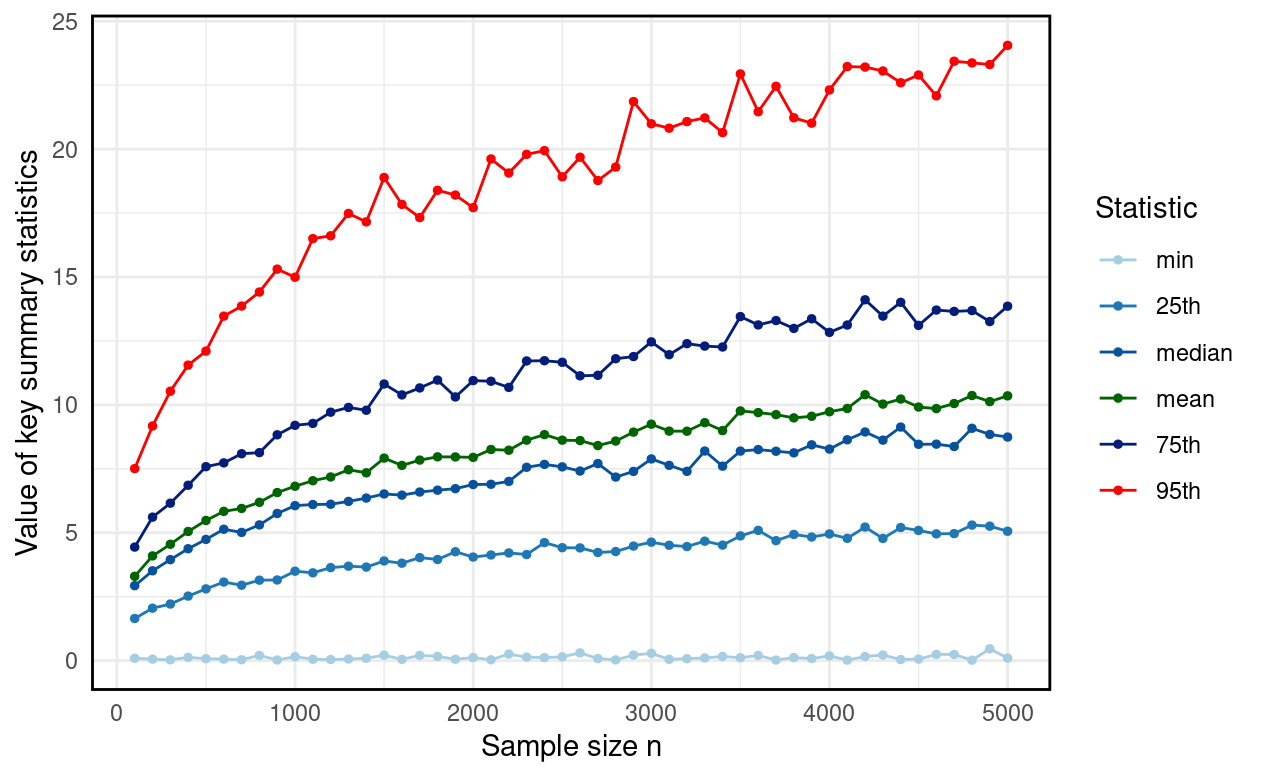 Value of key summary statistics
25
20
15
10
5
0
0 1000 2000 3000 4000 5000
Sample size n
Statistic
min
25th
median
mean
75th
95th